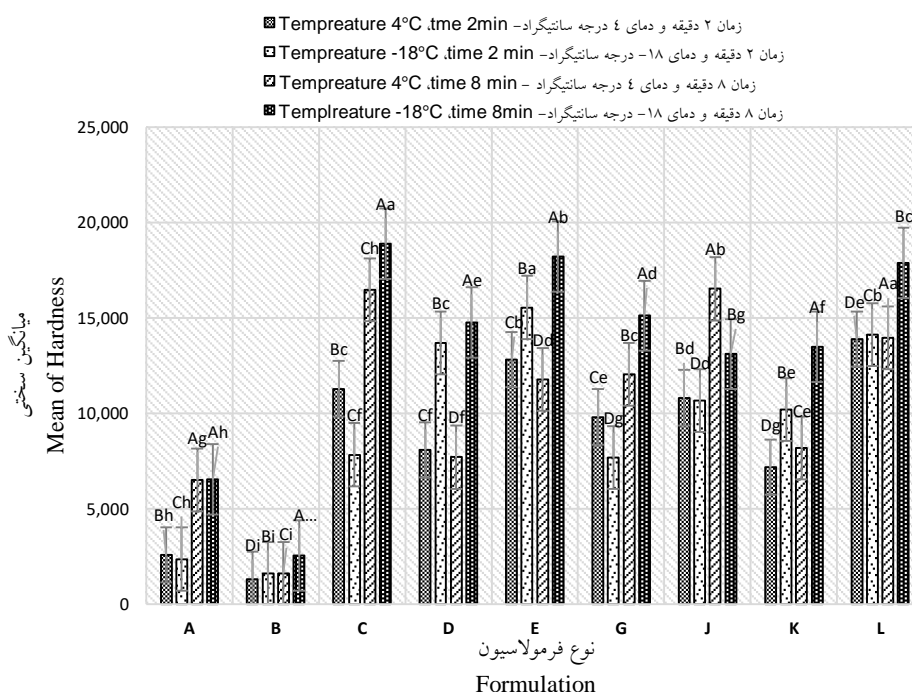 Tempreature 4°C ،tme 2min زمان ۲ دقیقه و دمای ٤ درجه سانتیگراد-
Tempreature -18°C ،time 2 min زمان ۲ دقیقه و دمای ۱۸- درجه سانتیگراد-
Tempreature 4°C ،time 8 min زمان ۸ دقیقه و دمای ٤ درجه سانتیگراد -
Templreature -18°C ،time 8min زمان ۸ دقیقه و دمای ۱۸- درجه سانتیگراد-
25,000
20,000
15,000
10,000
5,000
0
میانگین سختی
Mean of Hardness
Bh Ch Ag Ah
Di Bi Ci A...
Bc Cf Ch Aa
Cf Bc Df Ae
Cb Ba Dd Ab
Ce Dg Bc Ad
Bd Dd Ab Bg
Dg Be Ce Af
De Cb Aa Bc
A B C D E G J K L
نوع فرمولاسیون
Formulation